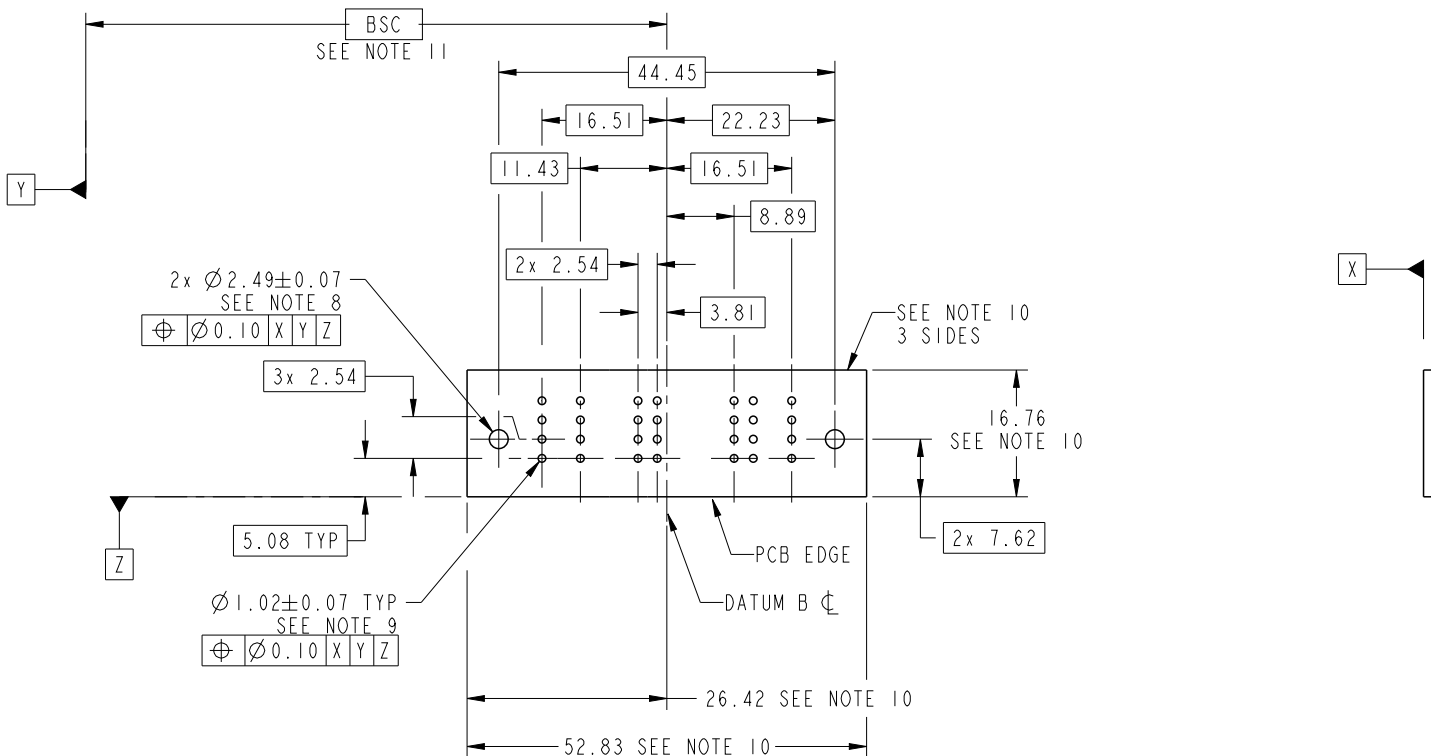 BSC
SEE NOTE 11
44.45
16.51
22.23
11.43
16.51
Y
8.89
2x 2.54
X
2x Ø2.49±0.07
SEE NOTE 8
⌖ Ø0.10 X Y Z
3.81
SEE NOTE 10
3 SIDES
3x 2.54
16.76
SEE NOTE 10
5.08 TYP
2x 7.62
Z
PCB EDGE
Ø1.02±0.07 TYP
SEE NOTE 9
⌖ Ø0.10 X Y Z
DATUM B ℄
26.42 SEE NOTE 10
52.83 SEE NOTE 10